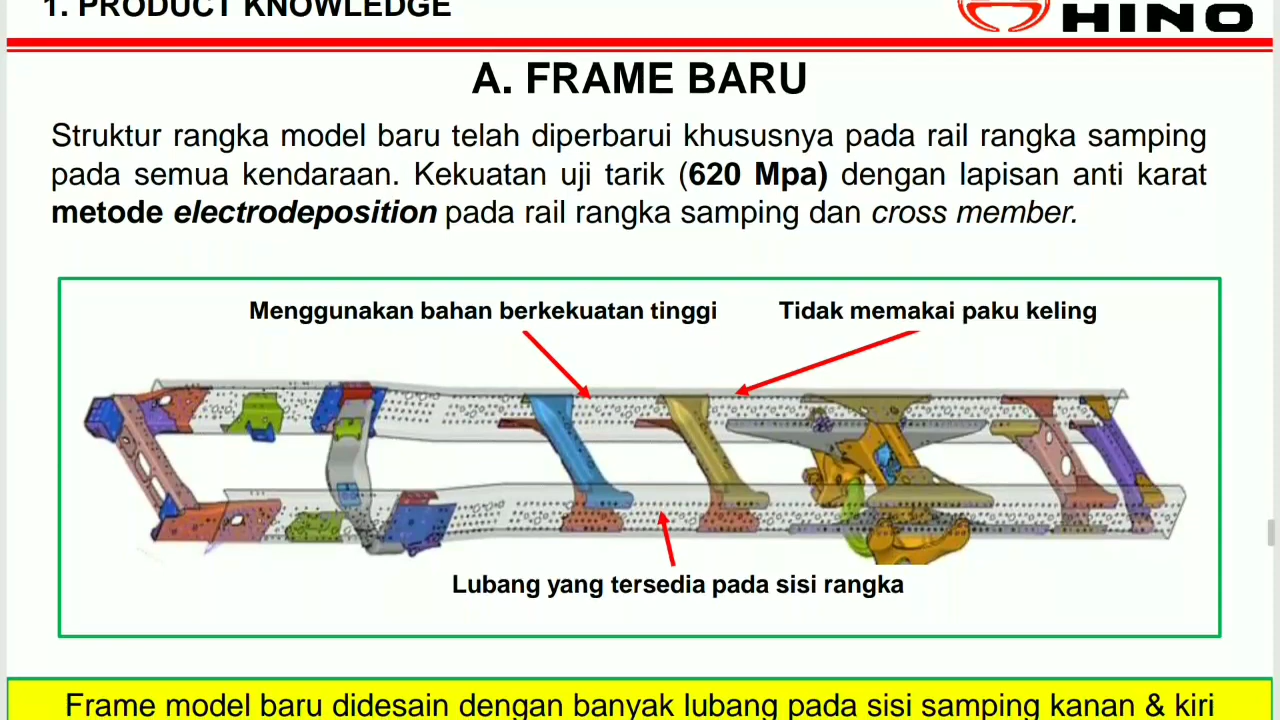 1. PRODUCT KNOWLEDGE
HINO
A. FRAME BARU
Struktur rangka model baru telah diperbarui khususnya pada rail rangka samping
pada semua kendaraan. Kekuatan uji tarik (620 Mpa) dengan lapisan anti karat
metode electrodeposition pada rail rangka samping dan cross member.
Menggunakan bahan berkekuatan tinggi
Tidak memakai paku keling
Lubang yang tersedia pada sisi rangka
Frame model baru didesain dengan banyak lubang pada sisi samping kanan & kiri